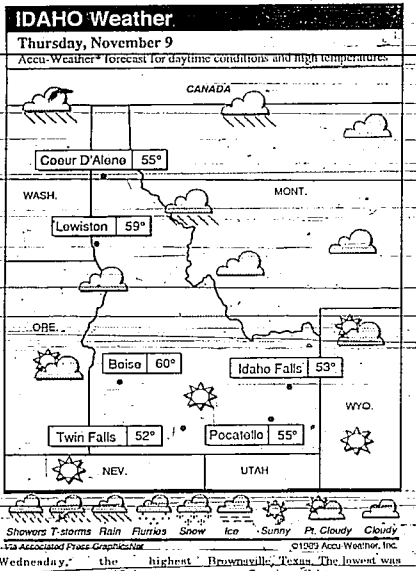 IDAHO Weather
Thursday, November 9
Accu-Weather® forecast for daytime conditions and high temperatures
CANADA
Coeur D'Alene 55°
WASH.
MONT.
Lewiston 59°
ORE.
Boise 60°
Idaho Falls 53°
WYO.
Twin Falls 52°
Pocatello 55°
NEV.
UTAH
Showers T-storms Rain Flurries Snow Ice Sunny Pt. Cloudy Cloudy
Via Associated Press GraphicsNet
©1989 Accu-Weather, Inc.
Wednesday, the highest Brownsville, Texas. The lowest was